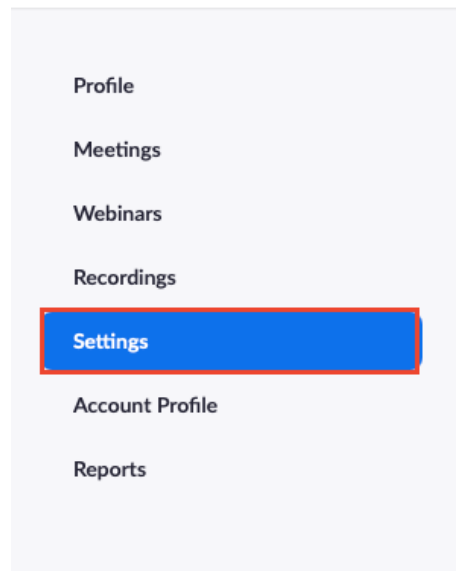 Profile
Meetings
Webinars
Recordings
Settings
Account Profile
Reports